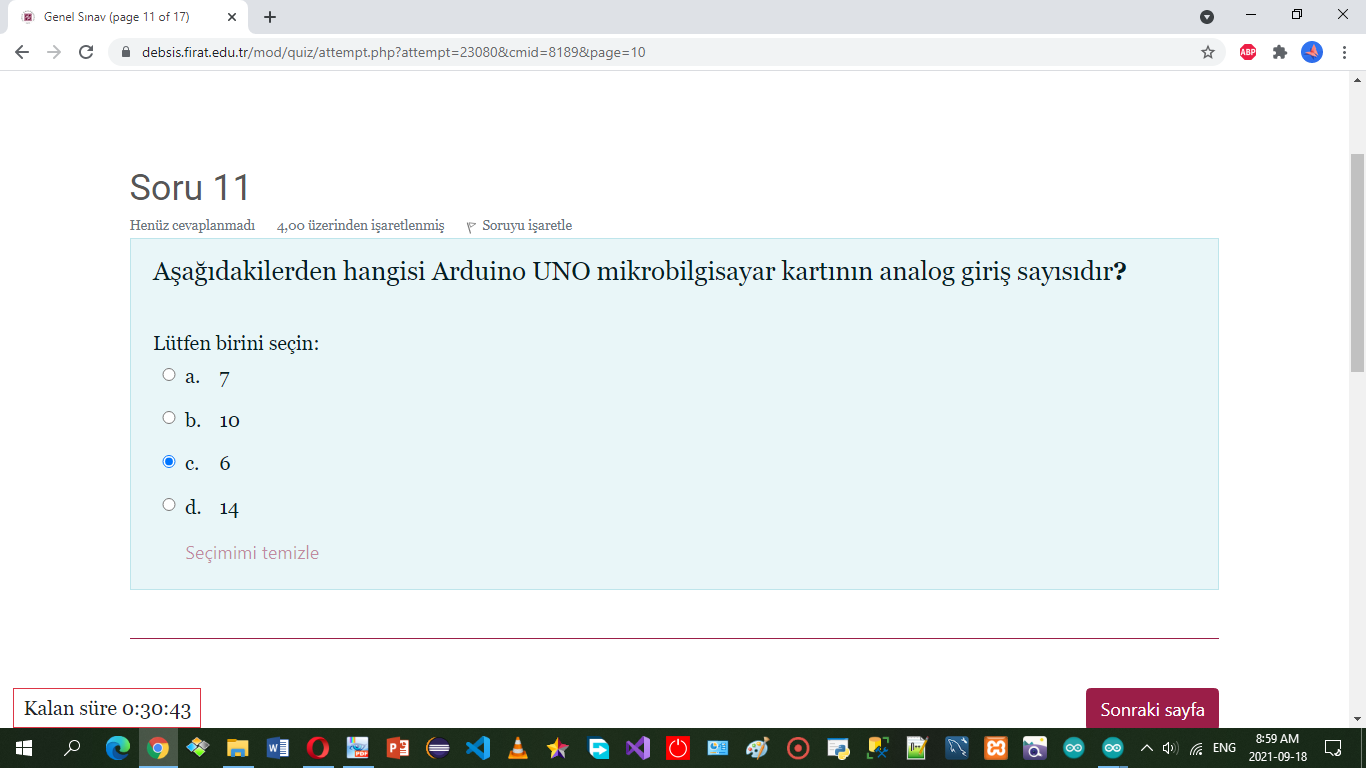 Genel Sınav (page 11 of 17)
debsis.firat.edu.tr/mod/quiz/attempt.php?attempt=23080&cmid=8189&page=10
ABP
Soru 11
Henüz cevaplanmadı 4,00 üzerinden işaretlenmiş Soruyu işaretle
Aşağıdakilerden hangisi Arduino UNO mikrobilgisayar kartının analog giriş sayısıdır?
Lütfen birini seçin:
a. 7
b. 10
c. 6
d. 14
Seçimimi temizle
Kalan süre 0:30:43
Sonraki sayfa
ENG
8:59 AM
2021-09-18